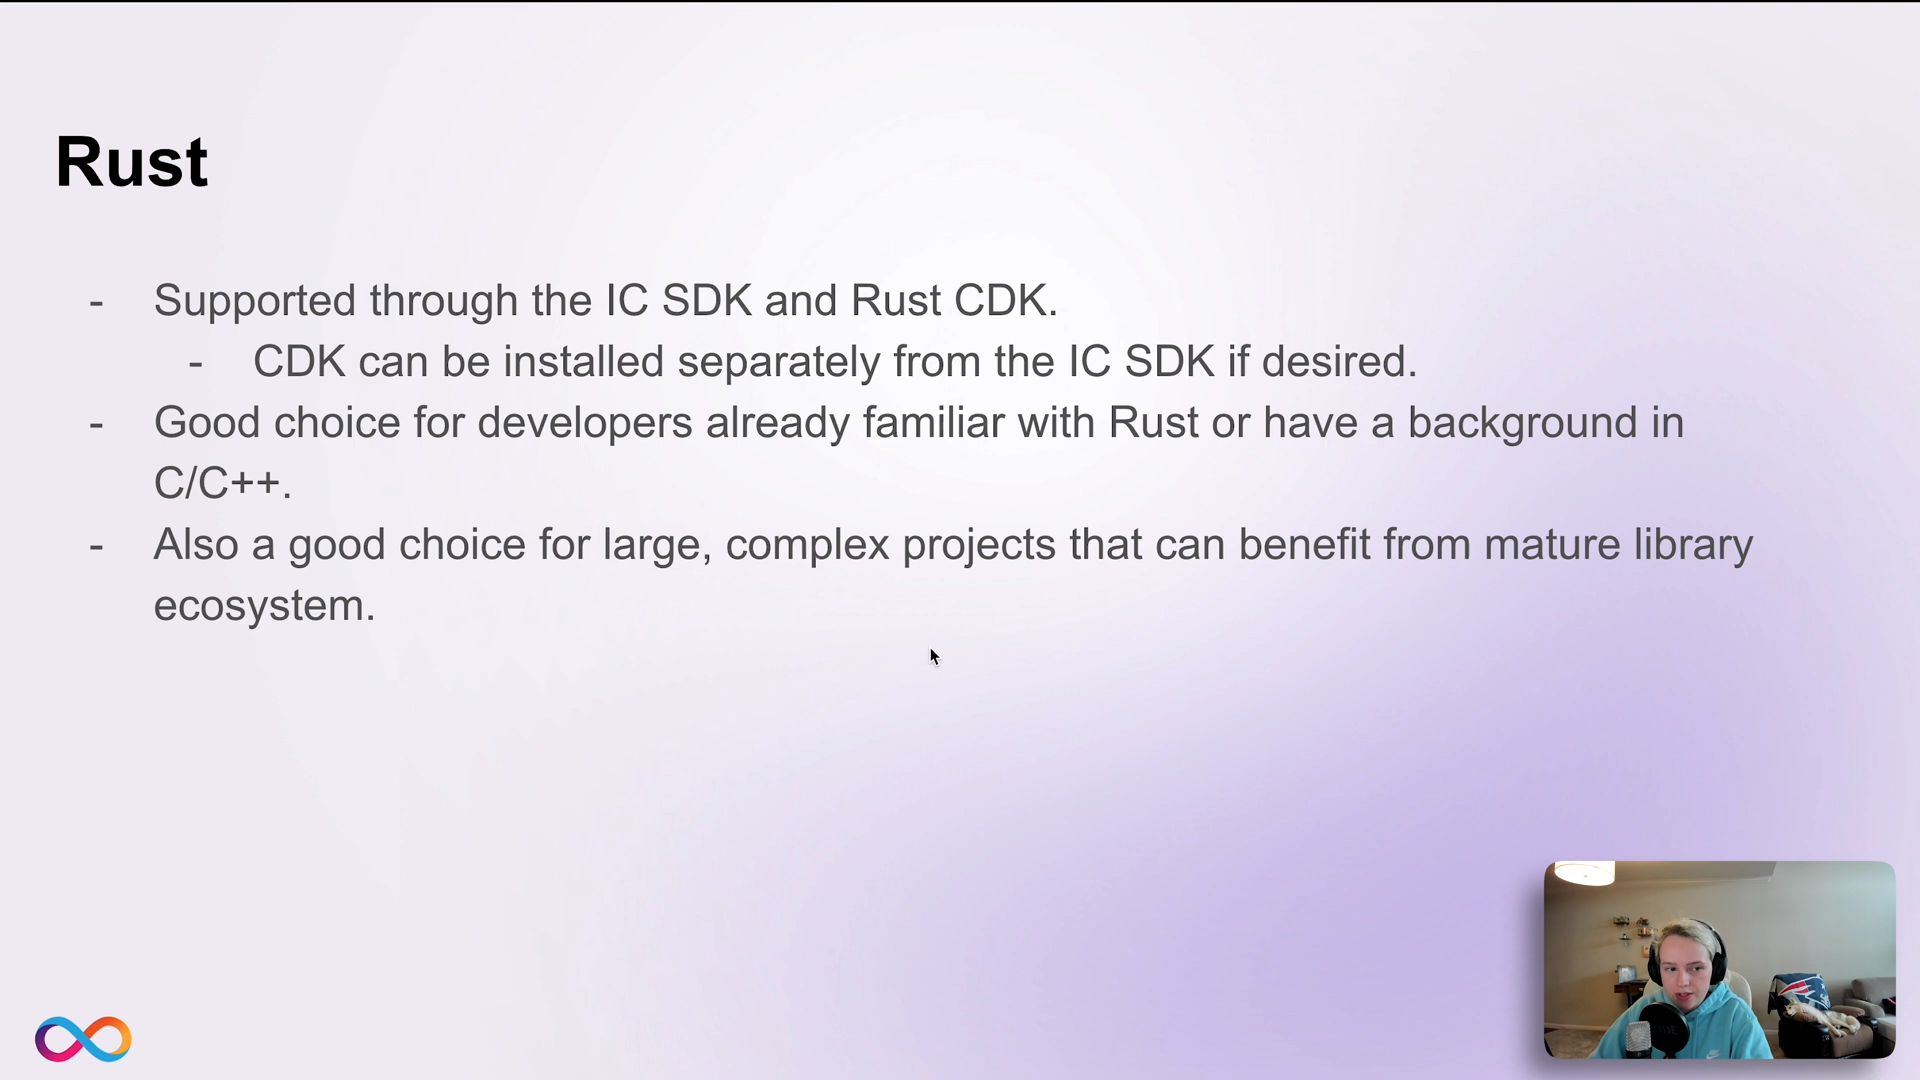 Rust
- Supported through the IC SDK and Rust CDK.
- CDK can be installed separately from the IC SDK if desired.
- Good choice for developers already familiar with Rust or have a background in
C/C++.
- Also a good choice for large, complex projects that can benefit from mature library
ecosystem.